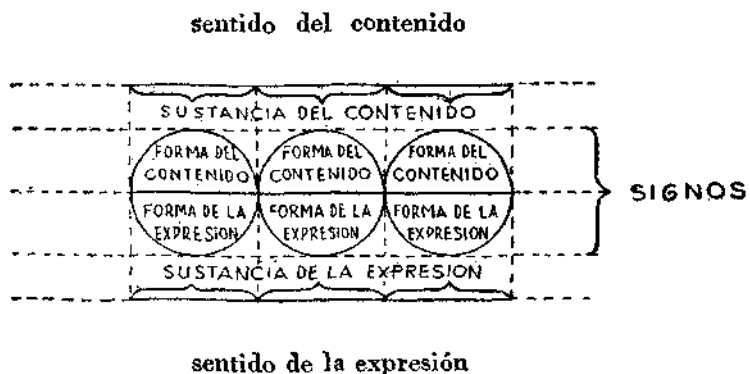 sentido del contenido
SUSTANCIA DEL CONTENIDO
FORMA DEL CONTENIDO
FORMA DEL CONTENIDO
FORMA DEL CONTENIDO
SIGNOS
FORMA DE LA EXPRESION
FORMA DE LA EXPRESION
FORMA DE LA EXPRESION
SUSTANCIA DE LA EXPRESION
sentido de la expresión